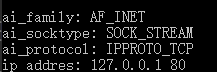 ai_family: AF_INET
ai_socktype: SOCK_STREAM
ai_protocol: IPPROTO_TCP
ip addres: 127.0.0.1 80